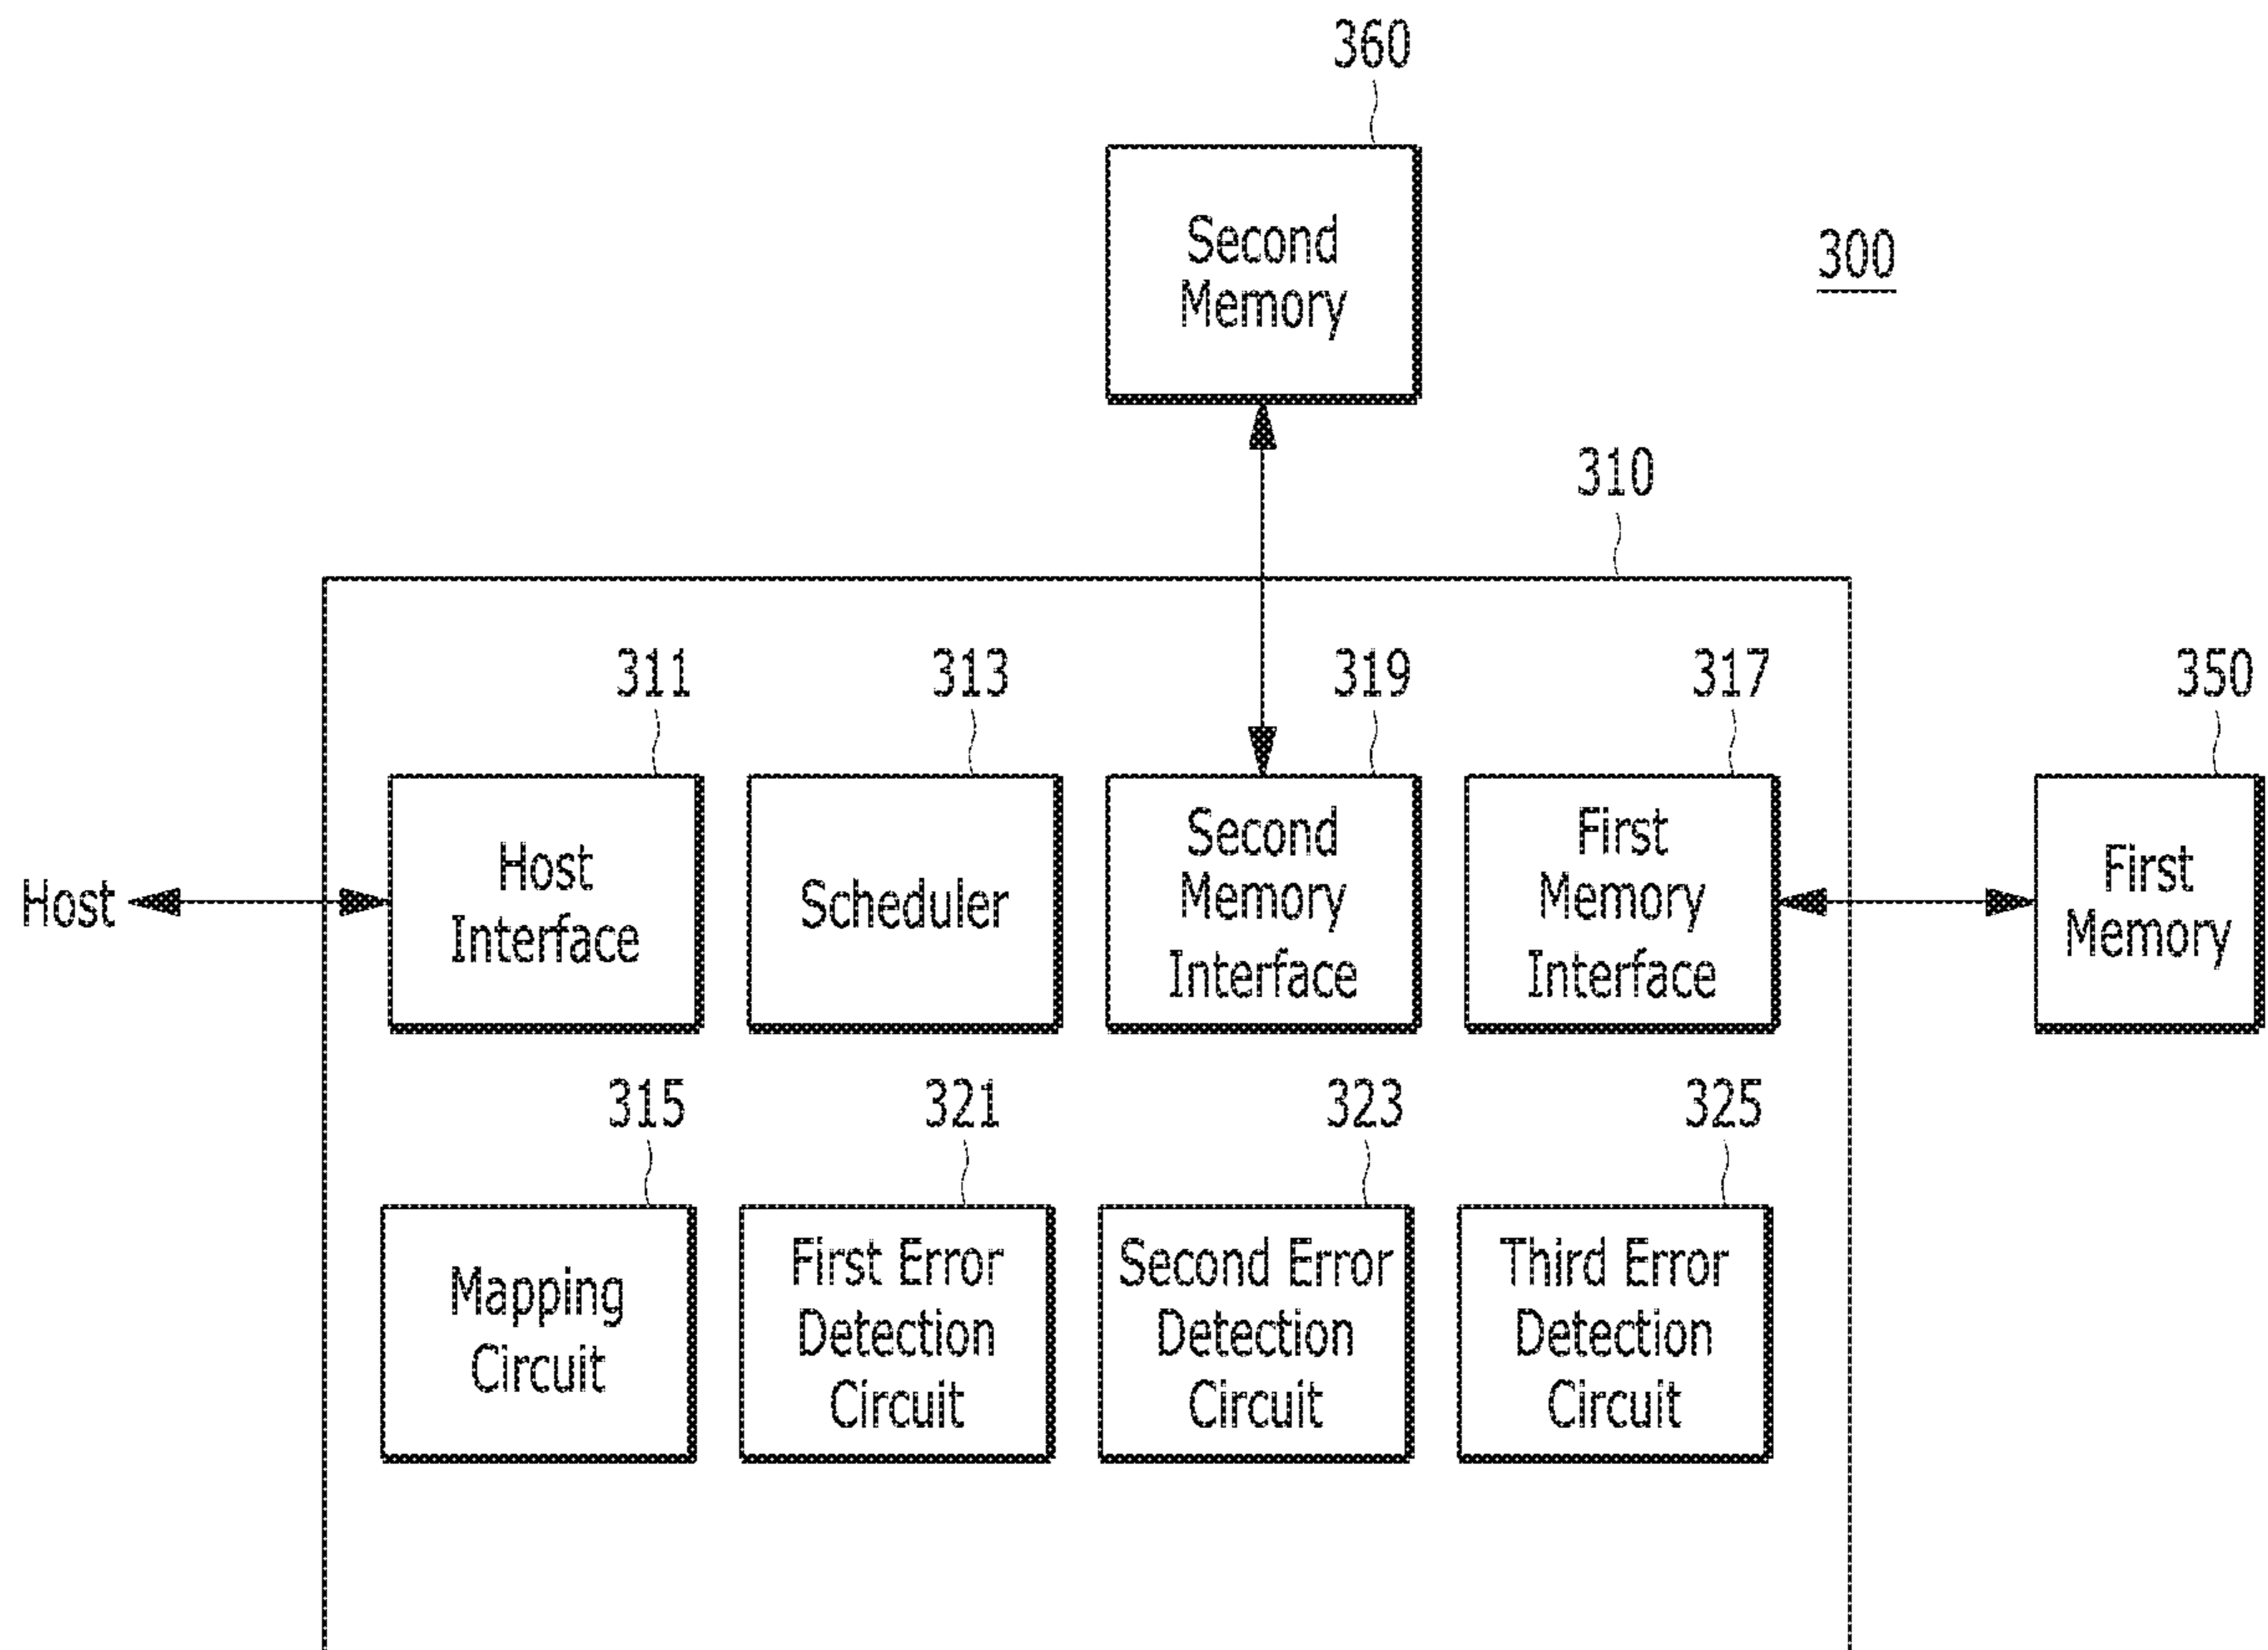 360
Second
Memory
300
310
311
313
319
317
350
Host
Host
Interface
Scheduler
Second
Memory
Interface
First
Memory
Interface
First
Memory
315
321
323
325
Mapping
Circuit
First Error
Detection
Circuit
Second Error
Detection
Circuit
Third Error
Detection
Circuit